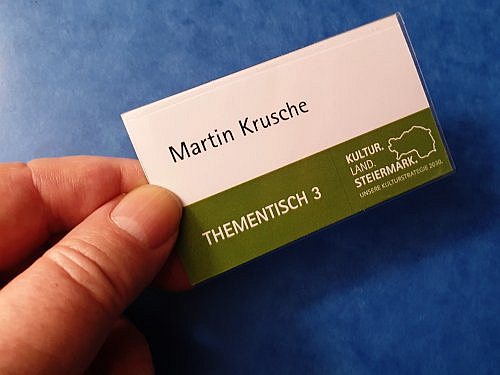 Martin Krusche
THEMENTISCH 3
KULTUR.
LAND.
STEIERMARK.
UNSERE KULTURSTRATEGIE 2030.